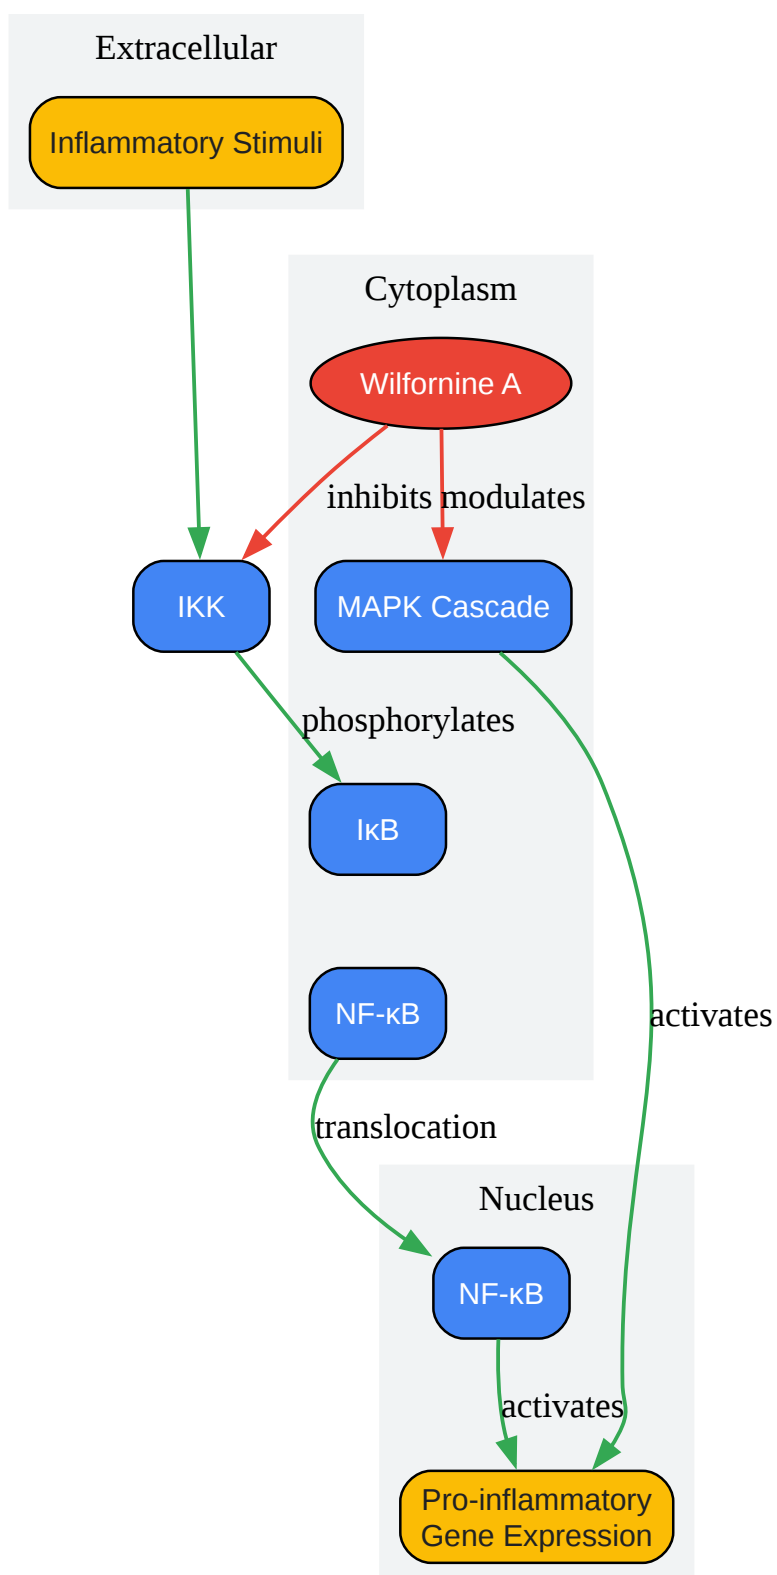 Extracellular
Inflammatory Stimuli
Cytoplasm
Wilfornine A
inhibits
modulates
IKK
MAPK Cascade
phosphorylates
IκB
NF-κB
activates
translocation
Nucleus
NF-κB
activates
Pro-inflammatory
Gene Expression